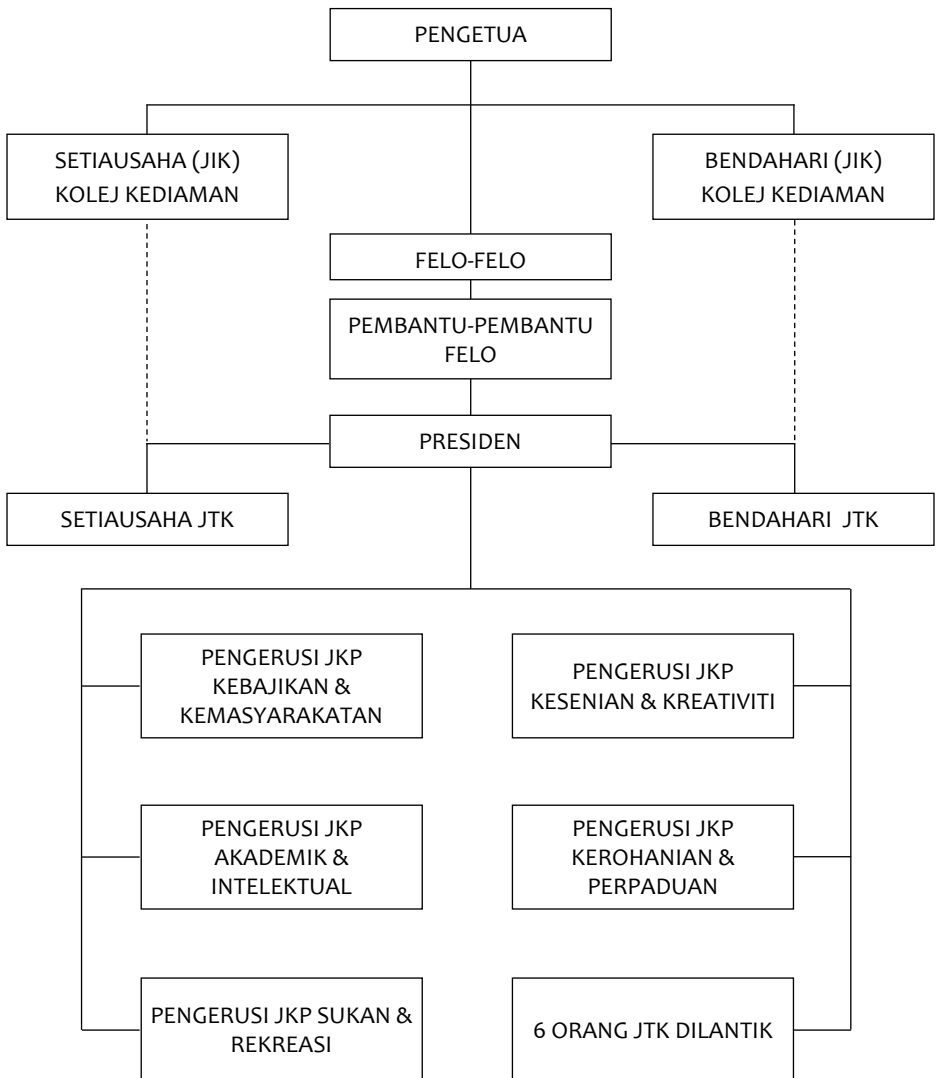 PENGETUA
SETIAUSAHA (JIK)
KOLEJ KEDIAMAN
BENDAHARI (JIK)
KOLEJ KEDIAMAN
FELO-FELO
PEMBANTU-PEMBANTU
FELO
PRESIDEN
SETIAUSAHA JTK
BENDAHARI JTK
PENGERUSI JKP
KEBAJIKAN &
KEMASYARAKATAN
PENGERUSI JKP
KESENIAN & KREATIVITI
PENGERUSI JKP
AKADEMIK &
INTELEKTUAL
PENGERUSI JKP
KEROHANIAN &
PERPADUAN
PENGERUSI JKP SUKAN &
REKREASI
6 ORANG JTK DILANTIK